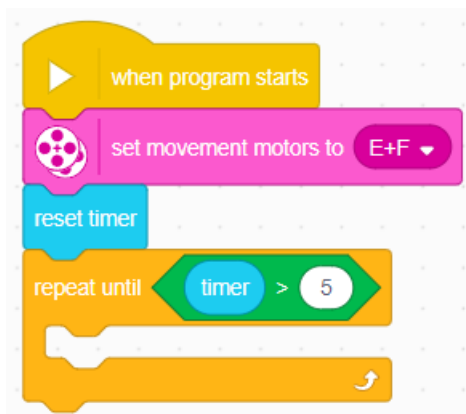 when program starts
set movement motors to E+F
reset timer
repeat until timer > 5